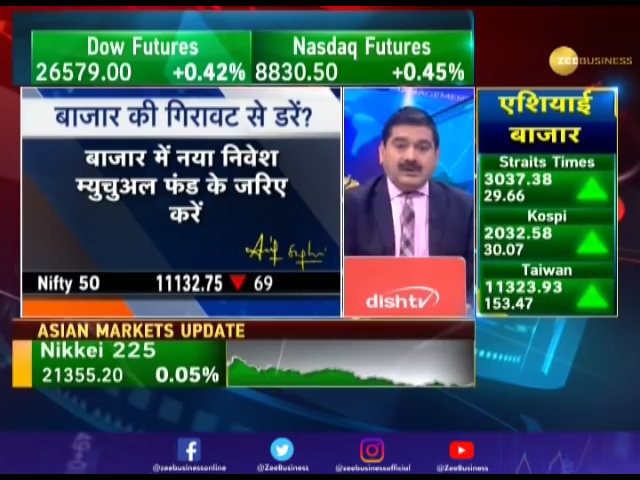 Dow Futures
26579.00 +0.42%
Nasdaq Futures
8830.50 +0.45%
ZEEBUSINESS
बाजार की गिरावट से डरें?
बाजार में नया निवेश
म्युचुअल फंड के जरिए
करें
Nifty 50 11132.75 ▼ 69
MANAGEMENT
dishtv
एशियाई
बाजार
Straits Times
3037.38
29.66
Kospi
2032.58
30.07
Taiwan
11323.93
153.47
ASIAN MARKETS UPDATE
Nikkei 225
21355.20 0.05%
@zeebusinessonline
@ZeeBusiness
@zeebusinessofficial
@ZeeBusiness